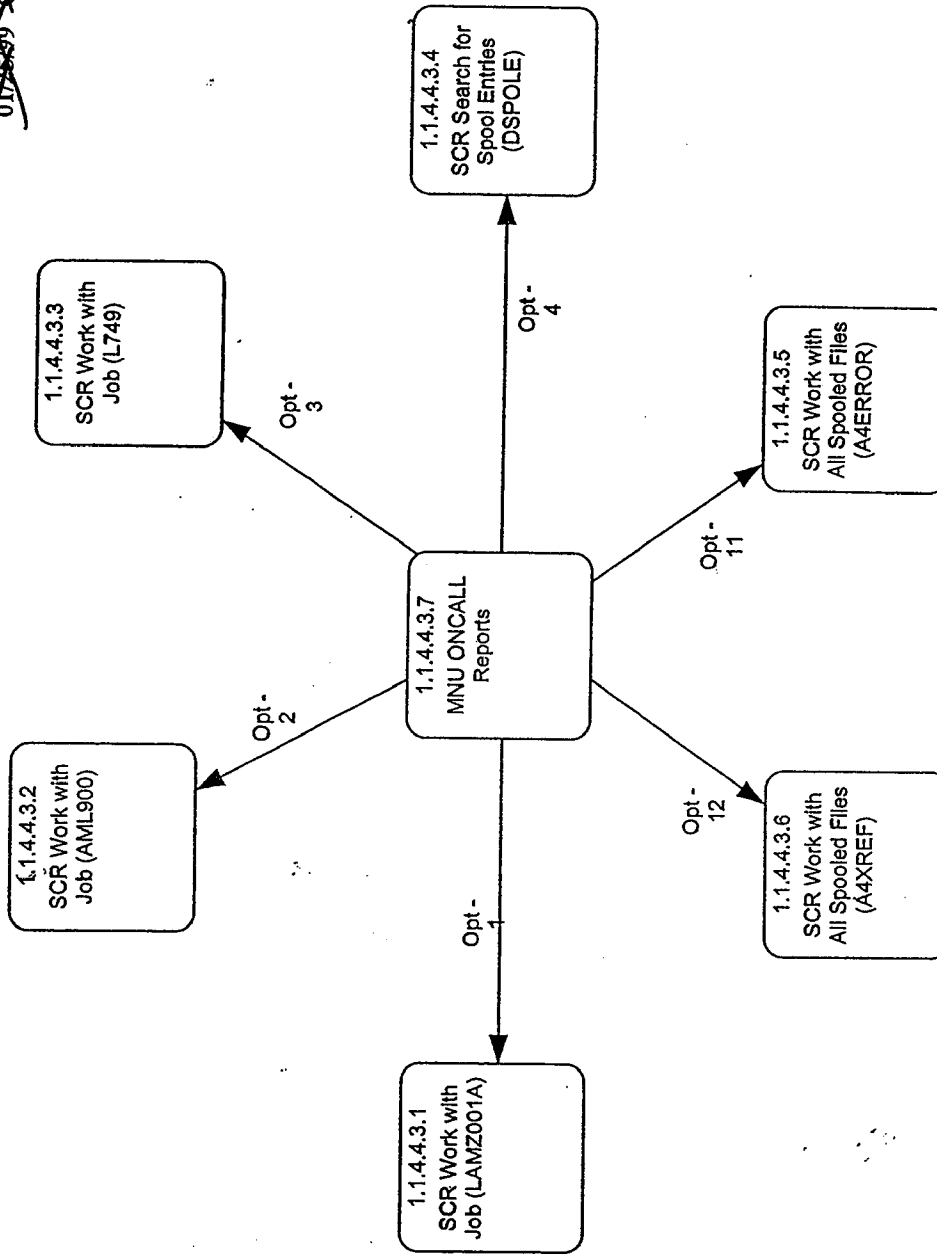 1.1.4.4.3.2
SCR Work with
Job (AML900)
1.1.4.4.3.3
SCR Work with
Job (L749)
Opt -
2
Opt -
3
1.1.4.4.3.1
SCR Work with
Job (LAMZ001A)
Opt -
1
1.1.4.4.3.7
MNU ONCALL
Reports
Opt -
4
1.1.4.4.3.4
SCR Search for
Spool Entries
(DSPOLE)
Opt -
12
Opt -
11
1.1.4.4.3.6
SCR Work with
All Spooled Files
(A4XREF)
1.1.4.4.3.5
SCR Work with
All Spooled Files
(A4ERROR)